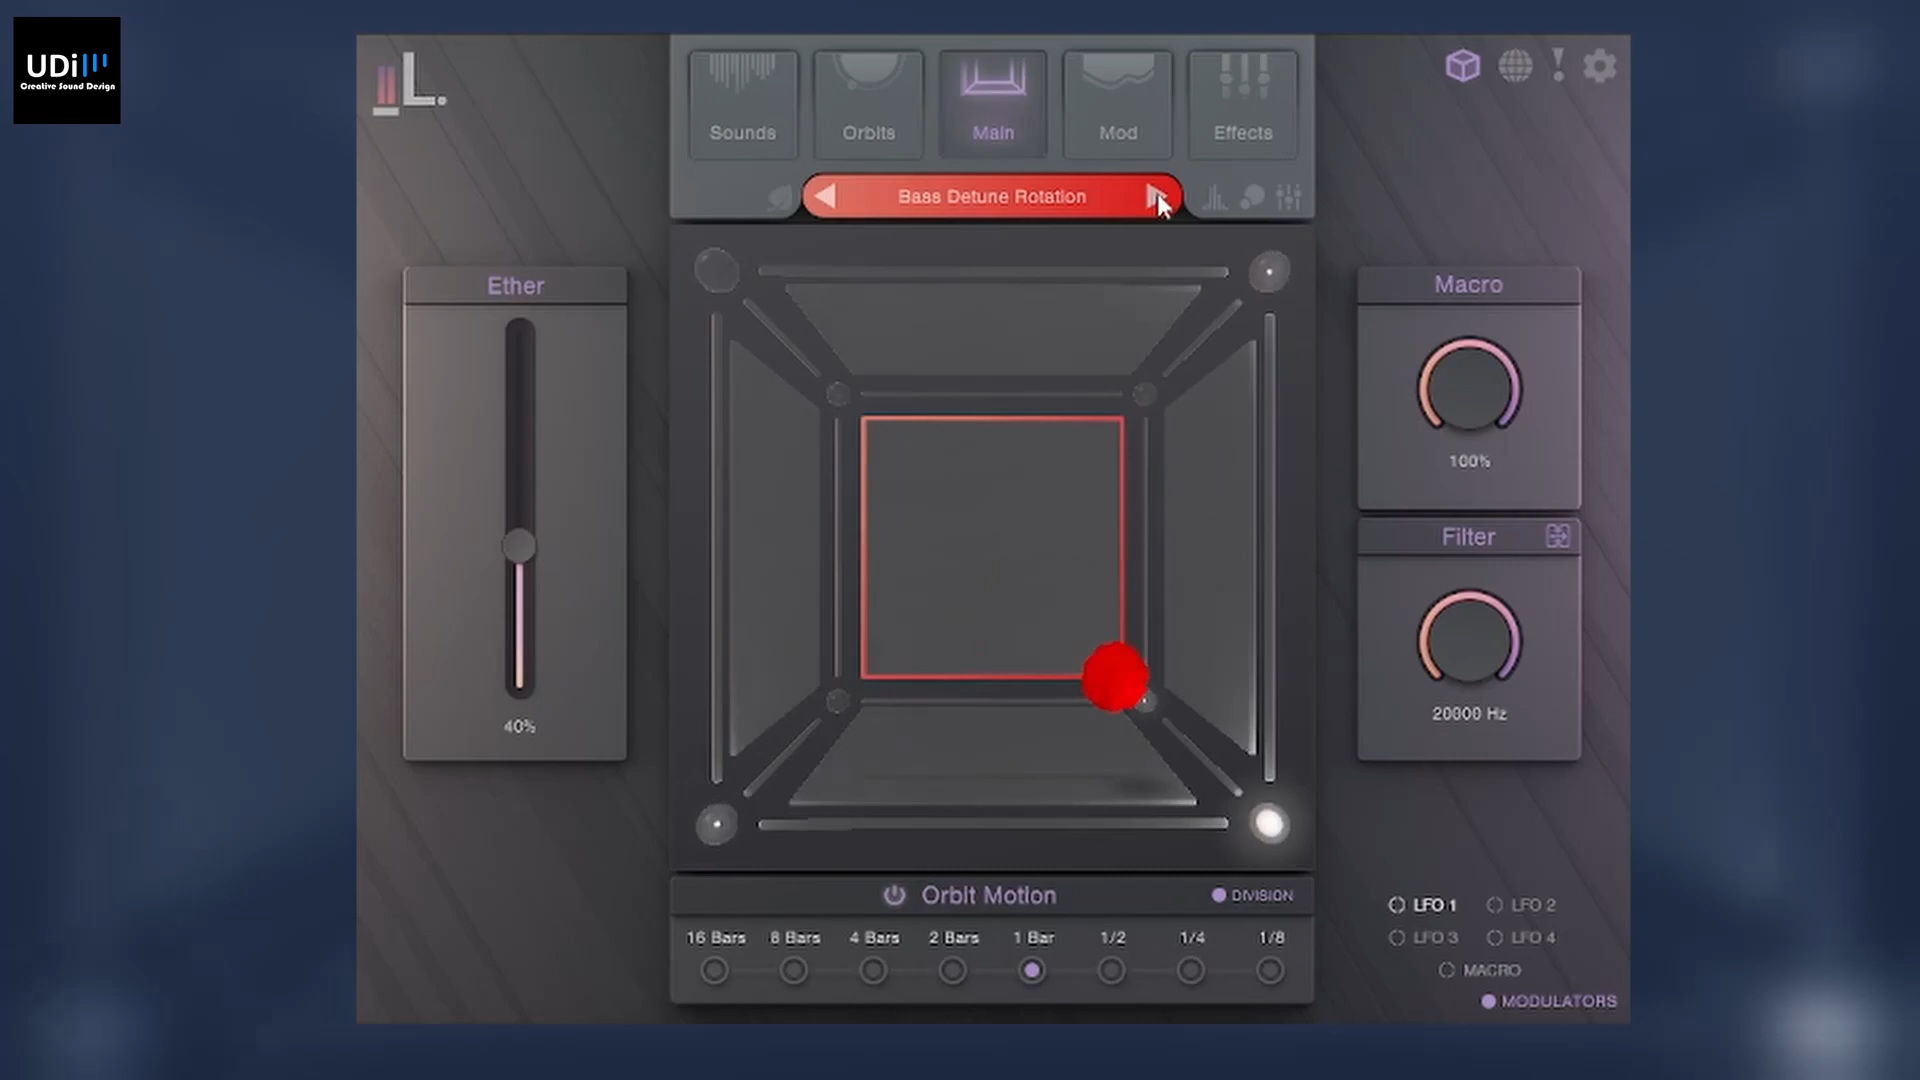 UDi
Creative Sound Design
L.
Sounds
Orbits
Main
Mod
Effects
Bass Detune Rotation
Ether
40%
Macro
100%
Filter
20000 Hz
Orbit Motion
DIVISION
16 Bars
8 Bars
4 Bars
2 Bars
1 Bar
1/2
1/4
1/8
LFO 1
LFO 2
LFO 3
LFO 4
MACRO
MODULATORS